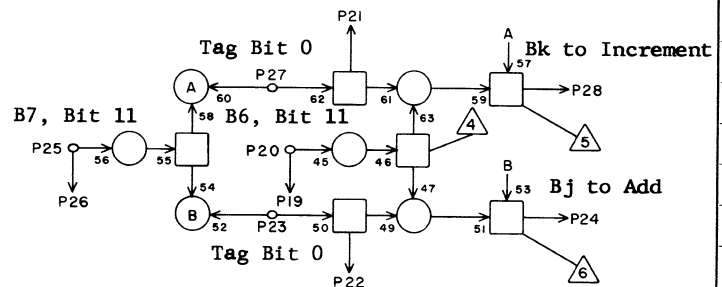 P21
Tag Bit 0
A
Bk to Increment
P27
57
A
60
62
61
59
P28
58
63
B7, Bit 11
B6, Bit 11
4
5
P25
56
55
P20
45
46
54
47
B
Bj to Add
P26
P19
53
B
52
P23
50
49
51
P24
Tag Bit 0
6
P22